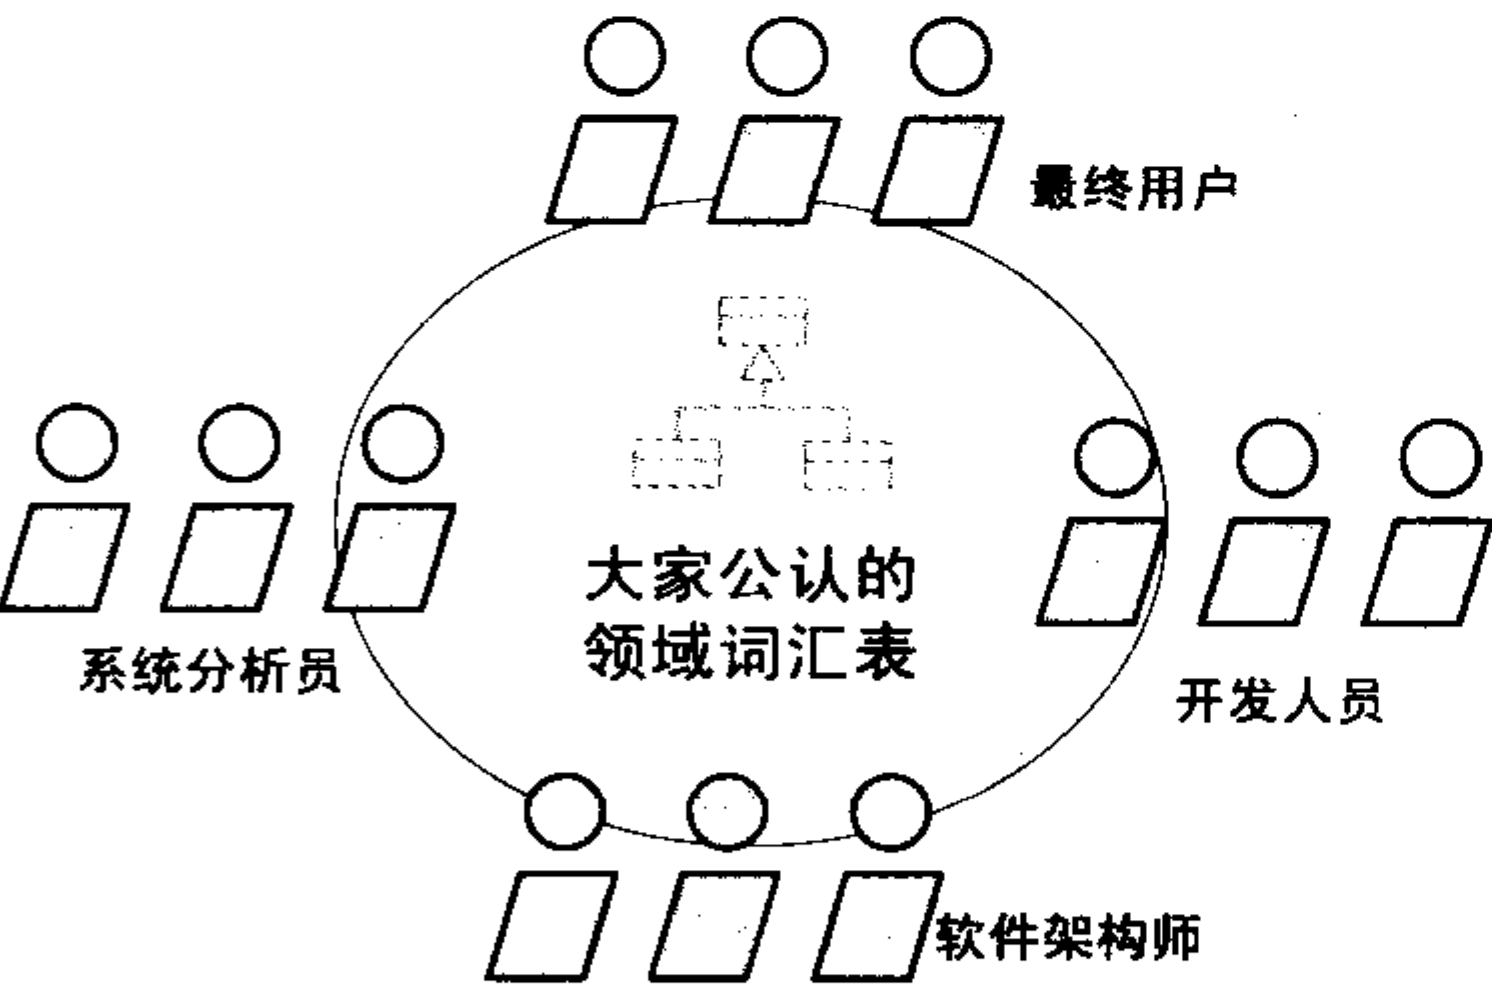 最终用户
大家公认的
领域词汇表
系统分析员
开发人员
软件架构师